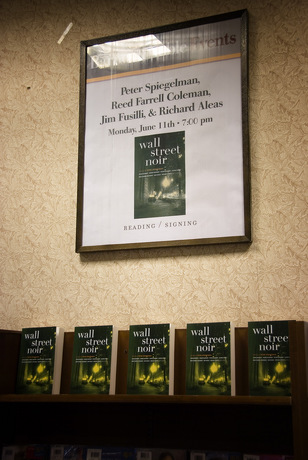 Events
Peter Spiegelman,
Reed Farrell Coleman,
Jim Fusilli, & Richard Aleas
Monday, June 11th • 7:00 pm
wall
street
noir
READING / SIGNING
wall
street
noir
wall
street
noir
wall
street
noir
wall
street
noir
wall
street
noir